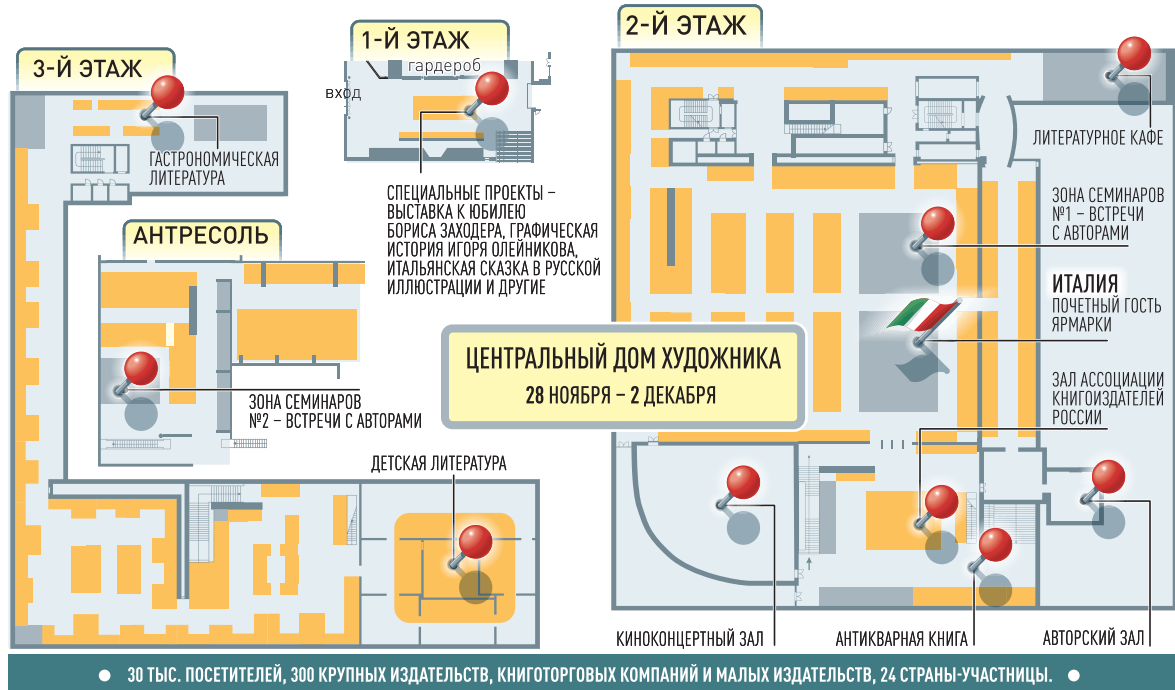 3-Й ЭТАЖ
ГАСТРОНОМИЧЕСКАЯ
ЛИТЕРАТУРА
1-Й ЭТАЖ
гардероб
вход
СПЕЦИАЛЬНЫЕ ПРОЕКТЫ –
ВЫСТАВКА К ЮБИЛЕЮ
БОРИСА ЗАХОДЕРА, ГРАФИЧЕСКАЯ
ИСТОРИЯ ИГОРЯ ОЛЕЙНИКОВА,
ИТАЛЬЯНСКАЯ СКАЗКА В РУССКОЙ
ИЛЛЮСТРАЦИИ И ДРУГИЕ
2-Й ЭТАЖ
ЛИТЕРАТУРНОЕ КАФЕ
ЗОНА СЕМИНАРОВ
№1 – ВСТРЕЧИ
С АВТОРАМИ
ИТАЛИЯ
ПОЧЕТНЫЙ ГОСТЬ
ЯРМАРКИ
ЗАЛ АССОЦИАЦИИ
КНИГОИЗДАТЕЛЕЙ
РОССИИ
АНТРЕСОЛЬ
ЗОНА СЕМИНАРОВ
№2 – ВСТРЕЧИ С АВТОРАМИ
ЦЕНТРАЛЬНЫЙ ДОМ ХУДОЖНИКА
28 НОЯБРЯ – 2 ДЕКАБРЯ
ДЕТСКАЯ ЛИТЕРАТУРА
КИНОКОНЦЕРТНЫЙ ЗАЛ
АНТИКВАРНАЯ КНИГА
АВТОРСКИЙ ЗАЛ
30 ТЫС. ПОСЕТИТЕЛЕЙ, 300 КРУПНЫХ ИЗДАТЕЛЬСТВ, КНИГОТОРГОВЫХ КОМПАНИЙ И МАЛЫХ ИЗДАТЕЛЬСТВ, 24 СТРАНЫ-УЧАСТНИЦЫ.